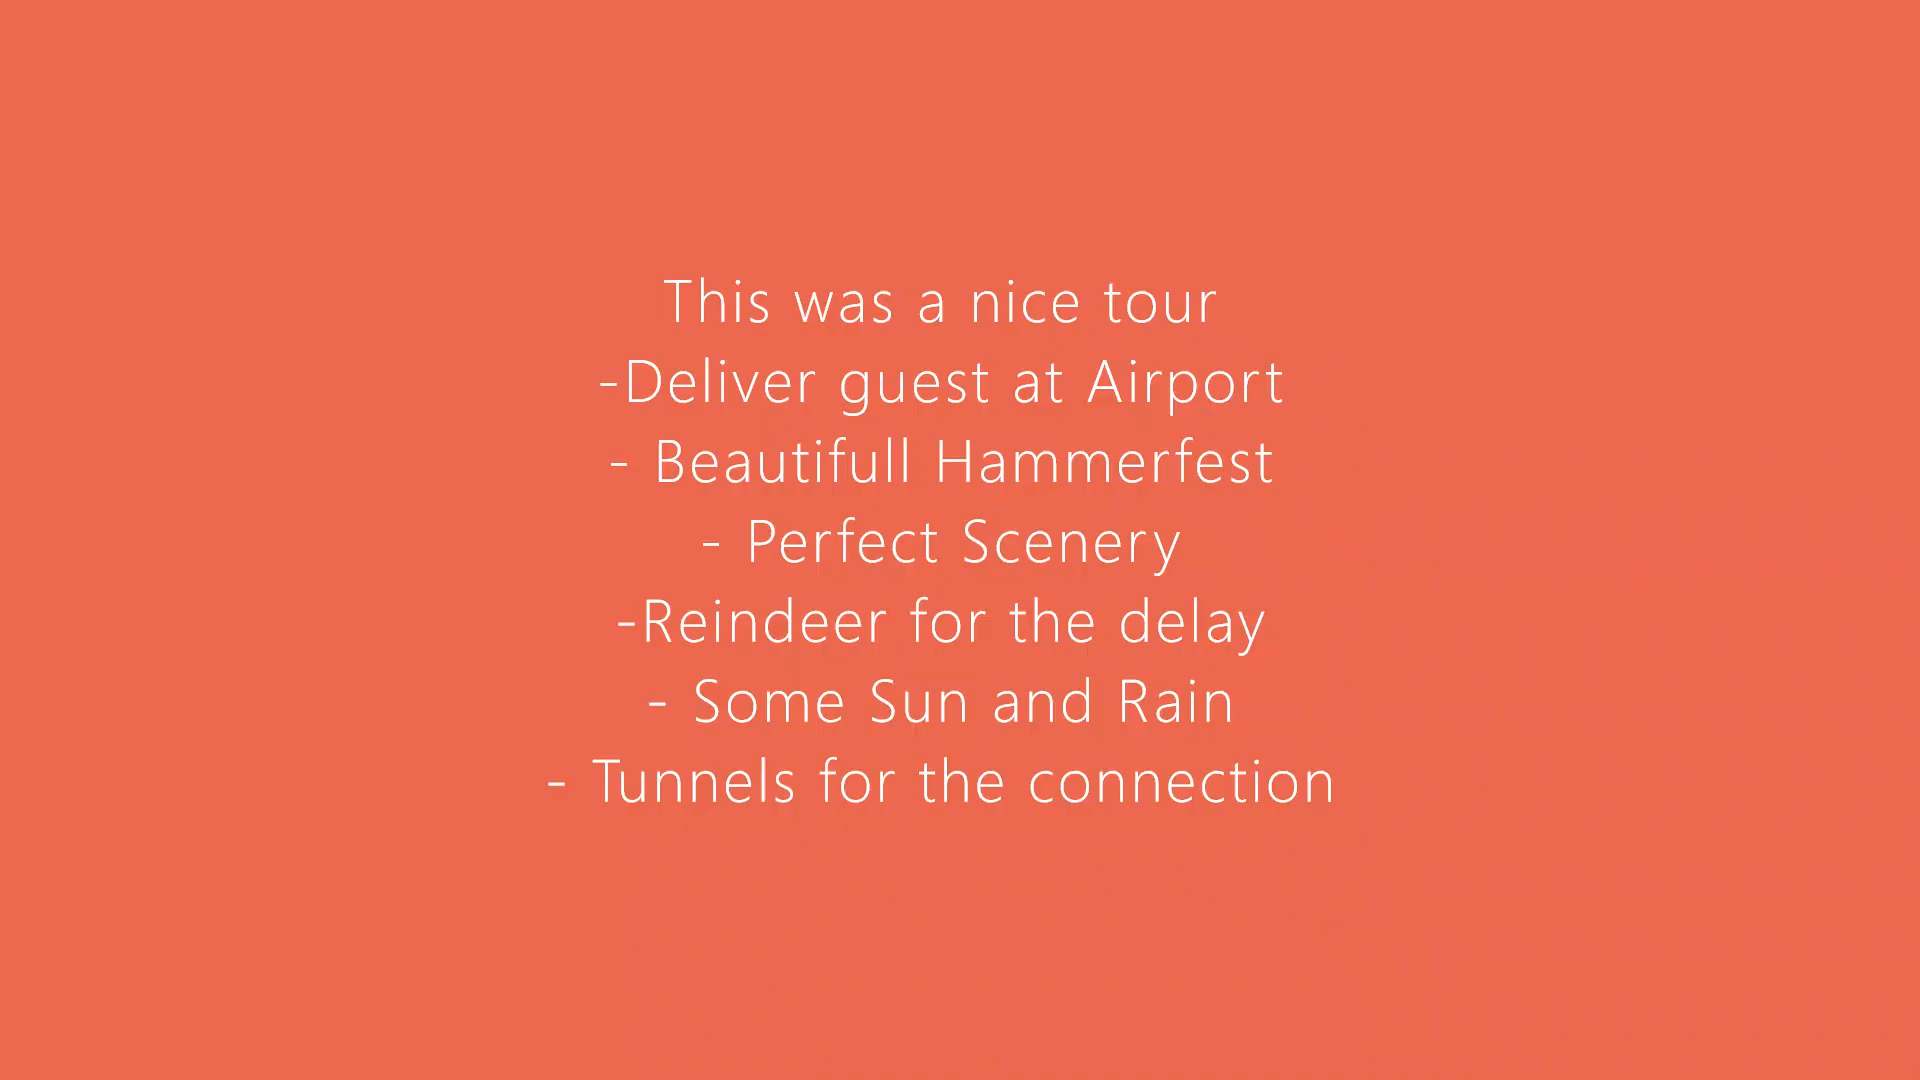 This was a nice tour
-Deliver guest at Airport
- Beautifull Hammerfest
- Perfect Scenery
-Reindeer for the delay
- Some Sun and Rain
- Tunnels for the connection